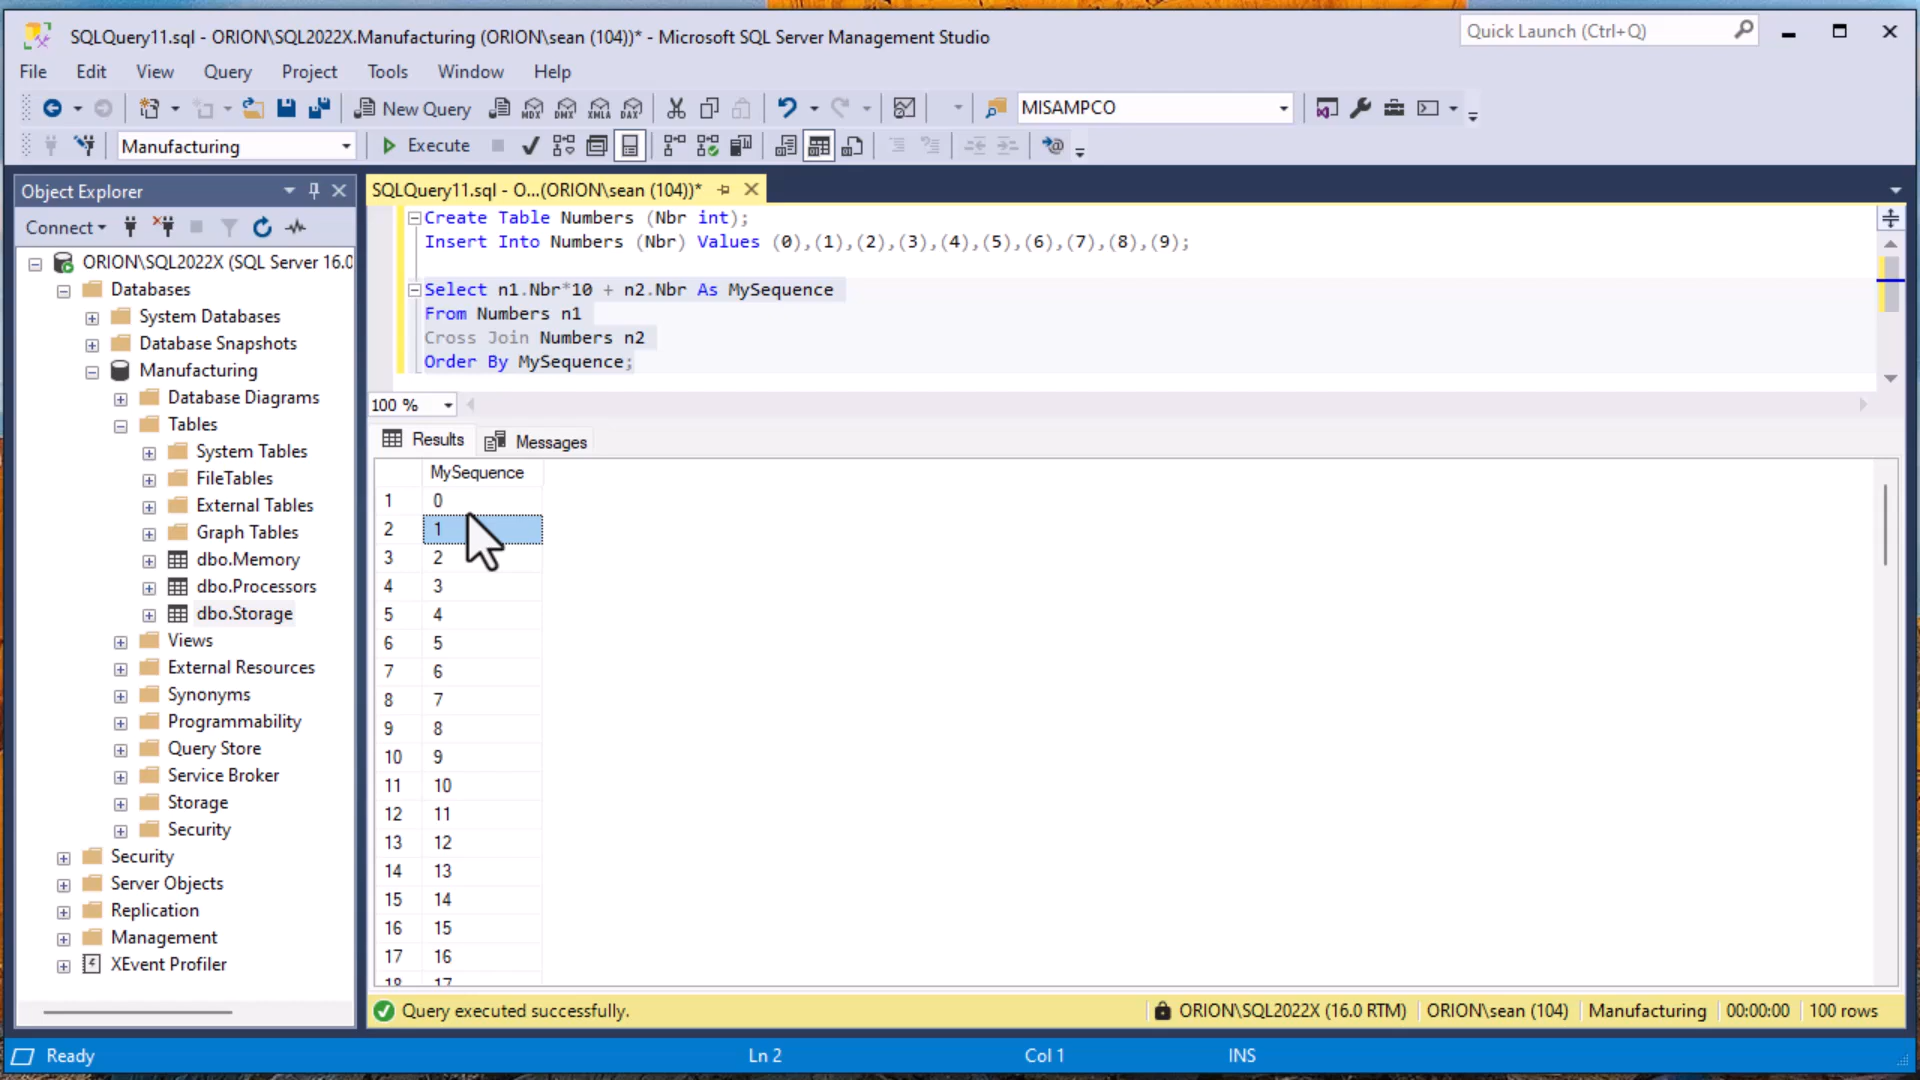 SQLQuery11.sql - ORION\SQL2022X.Manufacturing (ORION\sean (104))* - Microsoft SQL Server Management Studio
Quick Launch (Ctrl+Q)
File Edit View Query Project Tools Window Help
New Query MDX DMX XMLA DAX MISAMPCO
Manufacturing Execute
Object Explorer
SQLQuery11.sql - O...(ORION\sean (104))*
Connect
ORION\SQL2022X (SQL Server 16.0
Databases
System Databases
Database Snapshots
Manufacturing
Database Diagrams
Tables
System Tables
FileTables
External Tables
Graph Tables
dbo.Memory
dbo.Processors
dbo.Storage
Views
External Resources
Synonyms
Programmability
Query Store
Service Broker
Storage
Security
Security
Server Objects
Replication
Management
XEvent Profiler
Create Table Numbers (Nbr int);
Insert Into Numbers (Nbr) Values (0),(1),(2),(3),(4),(5),(6),(7),(8),(9);
Select n1.Nbr*10 + n2.Nbr As MySequence
From Numbers n1
Cross Join Numbers n2
Order By MySequence;
100 %
Results Messages
MySequence
1 0
2 1
3 2
4 3
5 4
6 5
7 6
8 7
9 8
10 9
11 10
12 11
13 12
14 13
15 14
16 15
17 16
18 17
Query executed successfully. ORION\SQL2022X (16.0 RTM) ORION\sean (104) Manufacturing 00:00:00 100 rows
Ready Ln 2 Col 1 INS